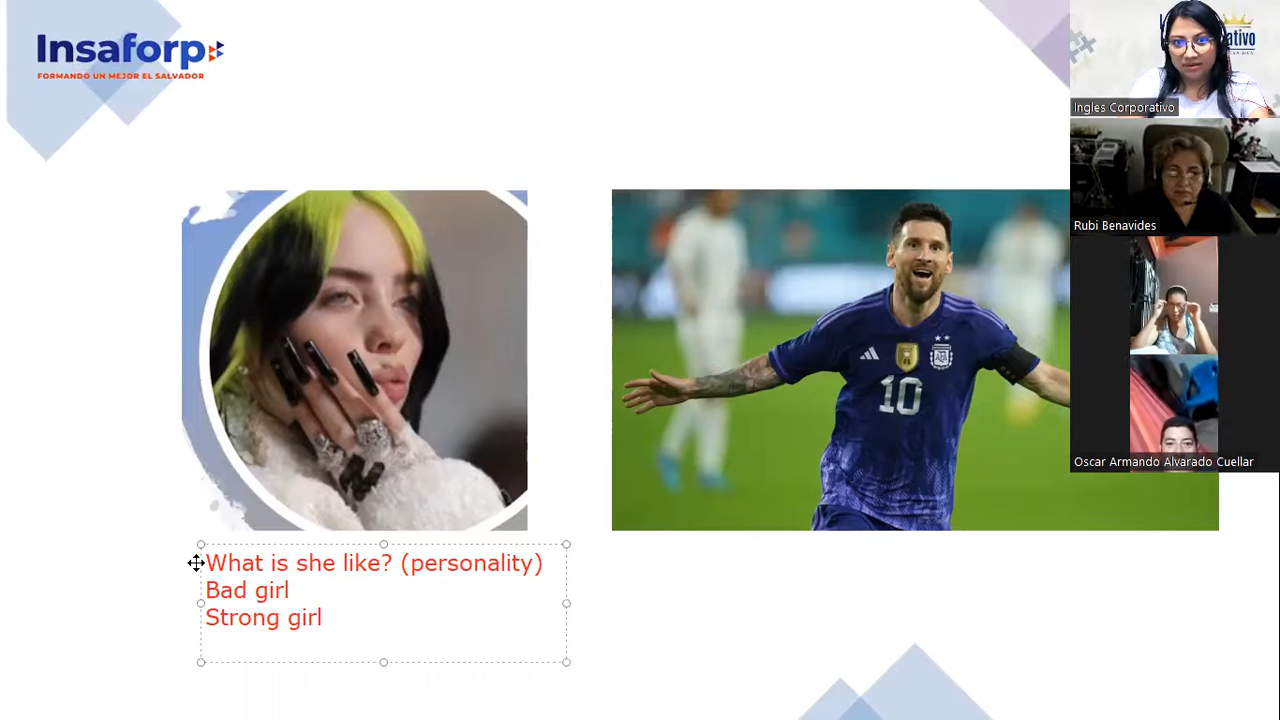 Insaforp
FORMANDO UN MEJOR EL SALVADOR
ativo
Ingles Corporativo
Rubi Benavides
Oscar Armando Alvarado Cuellar
10
What is she like? (personality)
Bad girl
Strong girl